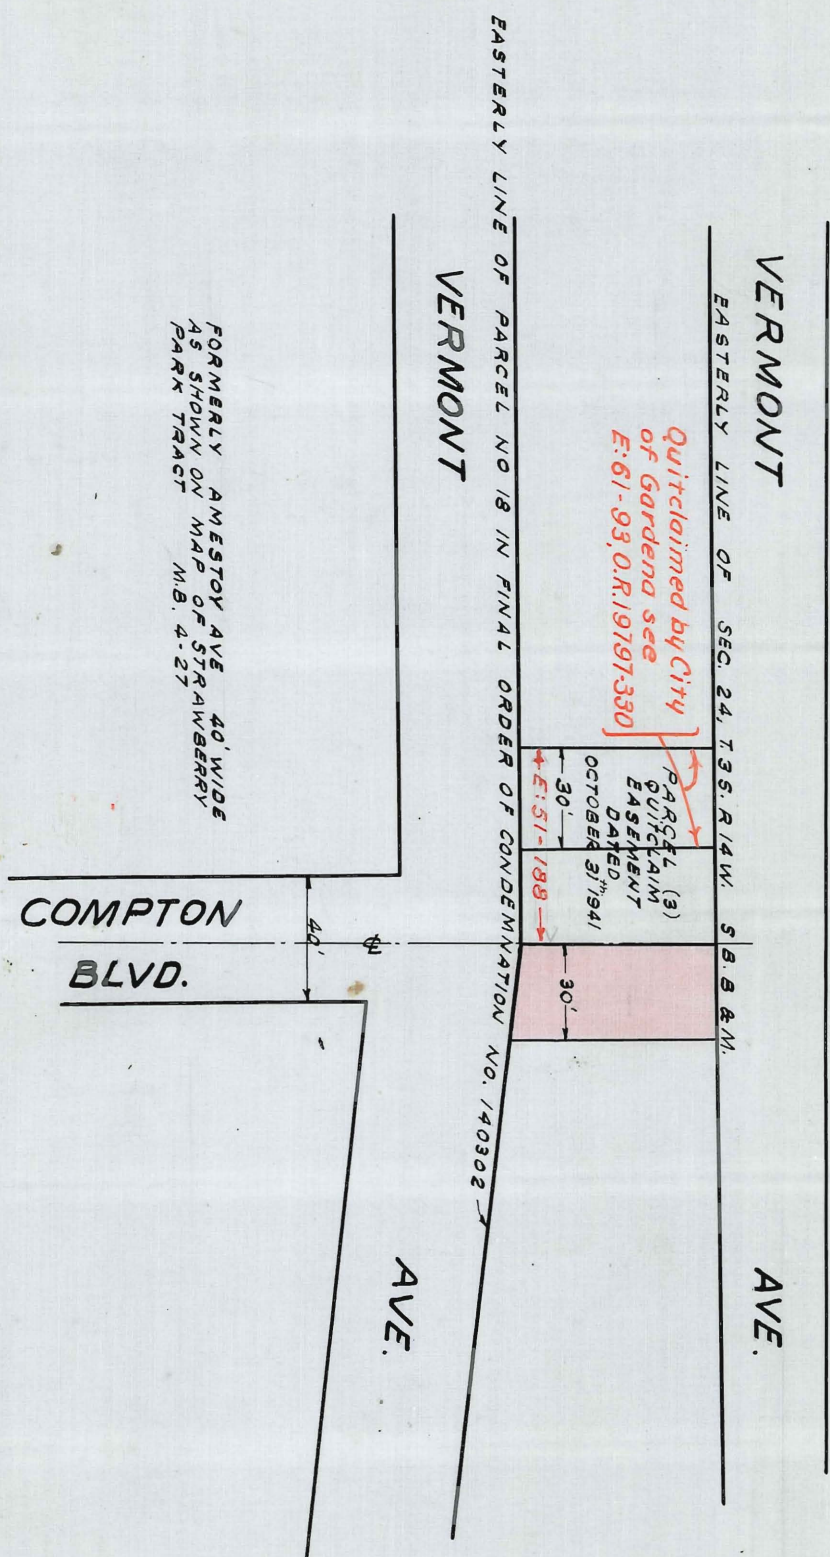 VERMONT AVE.
EASTERLY LINE OF SEC. 24, T.3S. R 14 W. S B. B & M.
Quitclaimed by City
of Gardena see
E:61-93, O.R.19797-330
PARCEL (3)
QUITCLAIM
EASEMENT
DATED
OCTOBER 31ST 1941
30'
30'
E:51-188
EASTERLY LINE OF PARCEL NO 18 IN FINAL ORDER OF CONDEMNATION NO. 140302
VERMONT AVE.
FORMERLY AMESTOY AVE 40' WIDE
AS SHOWN ON MAP OF STRAWBERRY
PARK TRACT M.B. 4-27
℄
40'
COMPTON
BLVD.